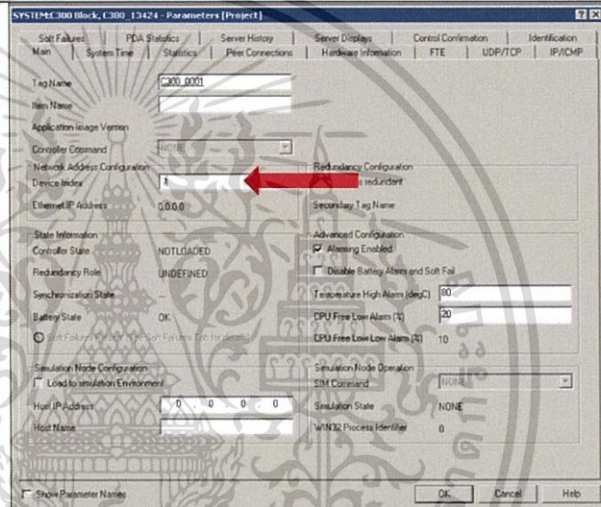 SYSTEM:C300 Block, C300_13424 - Parameters [Project]
Soft Failures PDA Statistics Server History Server Displays Control Confirmation Identification
Main System Time Statistics Peer Connections Hardware Information FTE UDP/TCP IP/ICMP
Tag Name C300_0001
Item Name
Application Image Version
Controller Command NONE
Network Address Configuration
Device Index 1
Ethernet IP Address 0.0.0.0
Redundancy Configuration
is redundant
Secondary Tag Name
State Information
Controller State NOTLOADED
Redundancy Role UNDEFINED
Synchronization State --
Battery State OK
Advanced Configuration
Alarming Enabled
Disable Battery Alarm and Soft Fail
Temperature High Alarm (degC) 80
CPU Free Low Alarm (%) 20
CPU Free Low Low Alarm (%) 10
Simulation Node Configuration
Load to simulation Environment
Host IP Address 0 . 0 . 0 . 0
Host Name
Simulation Node Operation
SIM Command NONE
Simulation State NONE
WIN32 Process Identifier 0
Show Parameter Names
OK Cancel Help